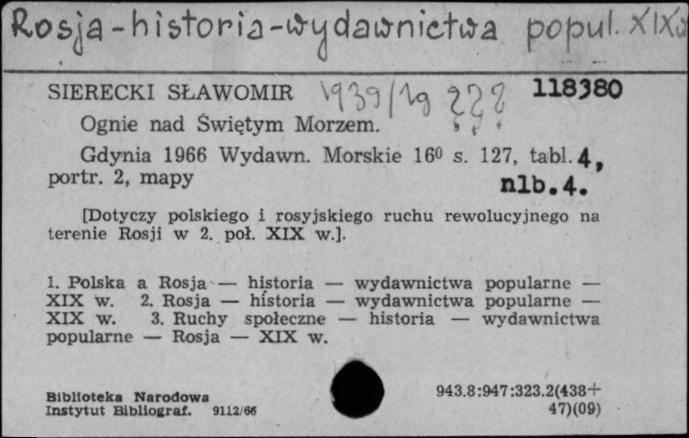 Rosja - historia - wydawnictwa popul. XIX w
SIERECKI SŁAWOMIR 1939/19 ??? 118380
Ognie nad Świętym Morzem.
Gdynia 1966 Wydawn. Morskie 16⁰ s. 127, tabl. 4,
portr. 2, mapy nlb. 4.
[Dotyczy polskiego i rosyjskiego ruchu rewolucyjnego na
terenie Rosji w 2. poł. XIX w.].
1. Polska a Rosja — historia — wydawnictwa popularne —
XIX w. 2. Rosja — historia — wydawnictwa popularne —
XIX w. 3. Ruchy społeczne — historia — wydawnictwa
popularne — Rosja — XIX w.
Biblioteka Narodowa 943.8:947:323.2(438+
Instytut Bibliograf. 9112/66 47)(09)